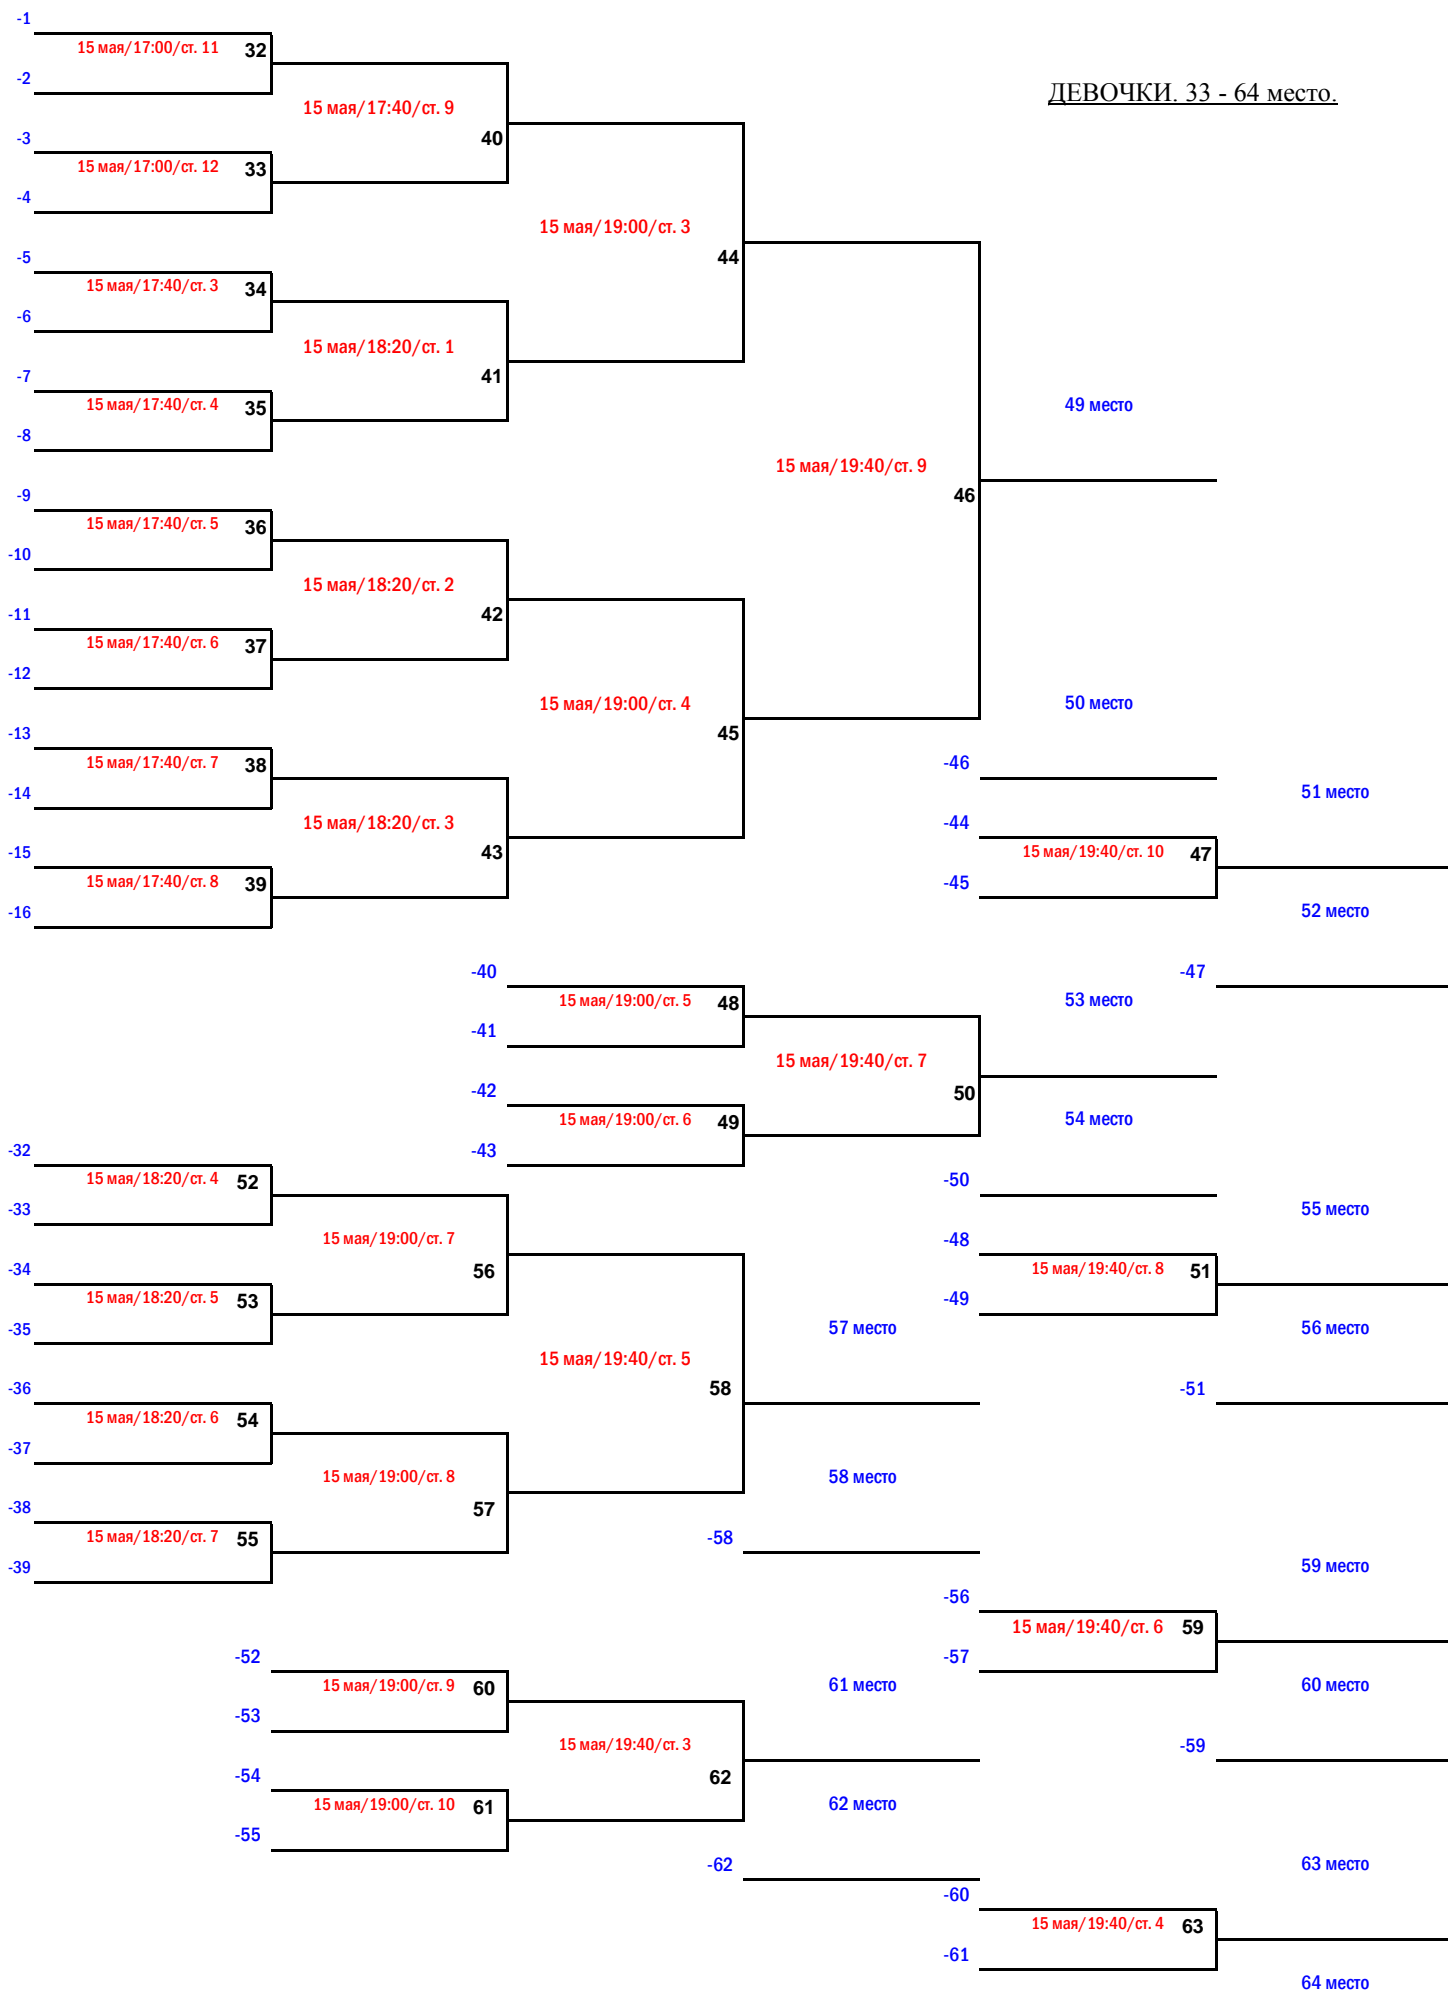 -1
15 мая/17:00/ст. 11 32
-2
ДЕВОЧКИ. 33 - 64 место.
15 мая/17:40/ст. 9
40
-3
15 мая/17:00/ст. 12 33
-4
15 мая/19:00/ст. 3
44
-5
15 мая/17:40/ст. 3 34
-6
15 мая/18:20/ст. 1
41
-7
15 мая/17:40/ст. 4 35
49 место
-8
15 мая/19:40/ст. 9
46
-9
15 мая/17:40/ст. 5 36
-10
15 мая/18:20/ст. 2
42
-11
15 мая/17:40/ст. 6 37
-12
15 мая/19:00/ст. 4
50 место
45
-13
15 мая/17:40/ст. 7 38
-46
-14
51 место
15 мая/18:20/ст. 3
-44
43
-15
15 мая/19:40/ст. 10 47
15 мая/17:40/ст. 8 39
-45
-16
52 место
-40
-47
15 мая/19:00/ст. 5 48
53 место
-41
15 мая/19:40/ст. 7
50
-42
15 мая/19:00/ст. 6 49
54 место
-43
-32
15 мая/18:20/ст. 4 52
-50
-33
55 место
15 мая/19:00/ст. 7
-48
56
-34
15 мая/19:40/ст. 8 51
15 мая/18:20/ст. 5 53
-49
-35
57 место
56 место
15 мая/19:40/ст. 5
58
-36
-51
15 мая/18:20/ст. 6 54
-37
15 мая/19:00/ст. 8
58 место
57
-38
15 мая/18:20/ст. 7 55
-58
-39
59 место
-56
15 мая/19:40/ст. 6 59
-52
-57
15 мая/19:00/ст. 9 60
61 место
60 место
-53
15 мая/19:40/ст. 3
-59
62
-54
15 мая/19:00/ст. 10 61
62 место
-55
-62
63 место
-60
15 мая/19:40/ст. 4 63
-61
64 место